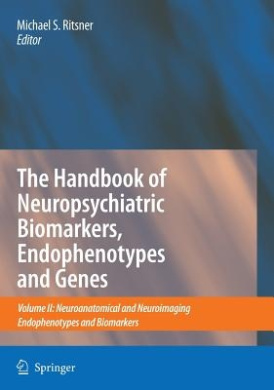 Michael S. Ritsner
Editor
The Handbook of
Neuropsychiatric
Biomarkers,
Endophenotypes
and Genes
Volume II: Neuroanatomical and Neuroimaging
Endophenotypes and Biomarkers
Springer